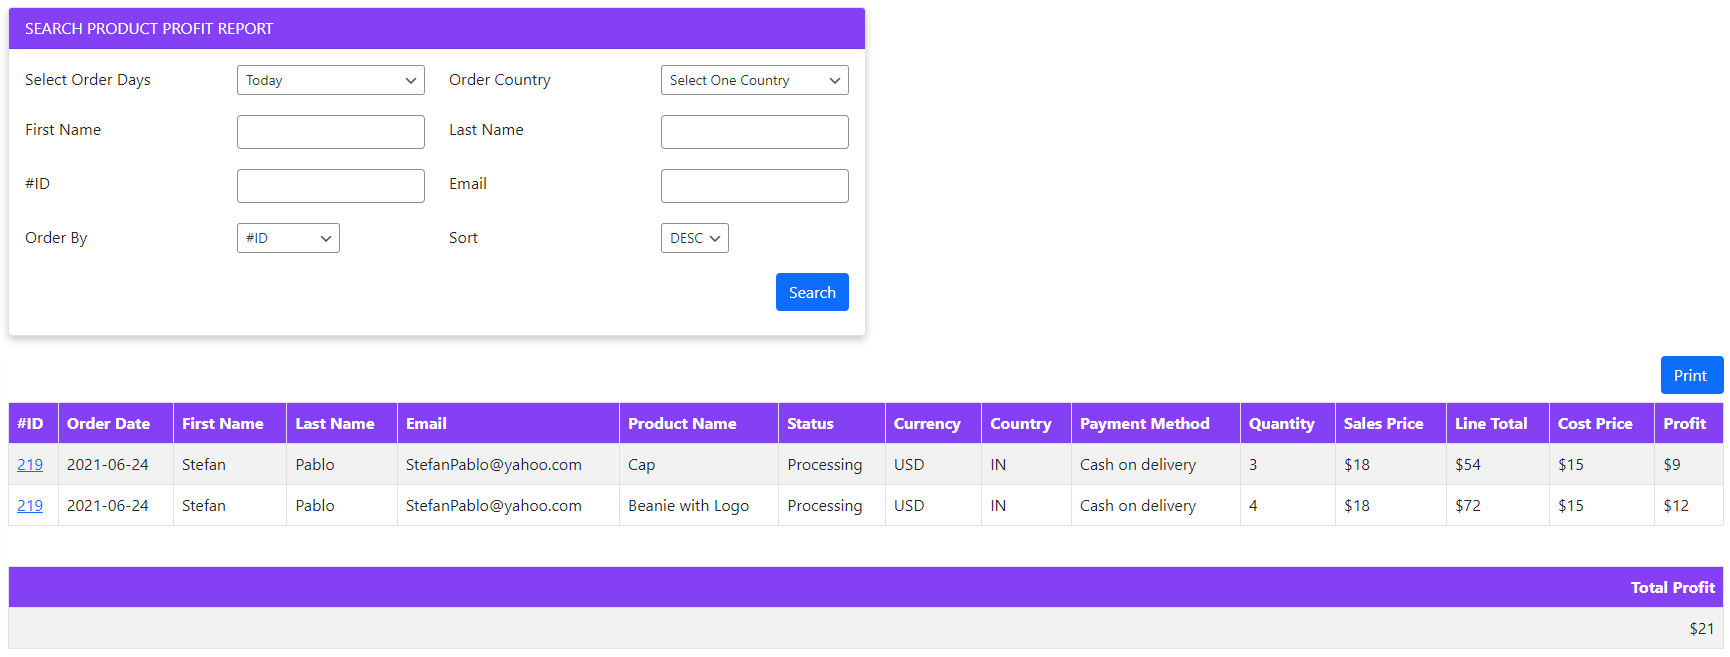 SEARCH PRODUCT PROFIT REPORT
Select Order Days Today Order Country Select One Country
First Name Last Name
#ID Email
Order By #ID Sort DESC
Search
Print
#ID Order Date First Name Last Name Email Product Name Status Currency Country Payment Method Quantity Sales Price Line Total Cost Price Profit
219 2021-06-24 Stefan Pablo StefanPablo@yahoo.com Cap Processing USD IN Cash on delivery 3 $18 $54 $15 $9
219 2021-06-24 Stefan Pablo StefanPablo@yahoo.com Beanie with Logo Processing USD IN Cash on delivery 4 $18 $72 $15 $12
Total Profit
$21